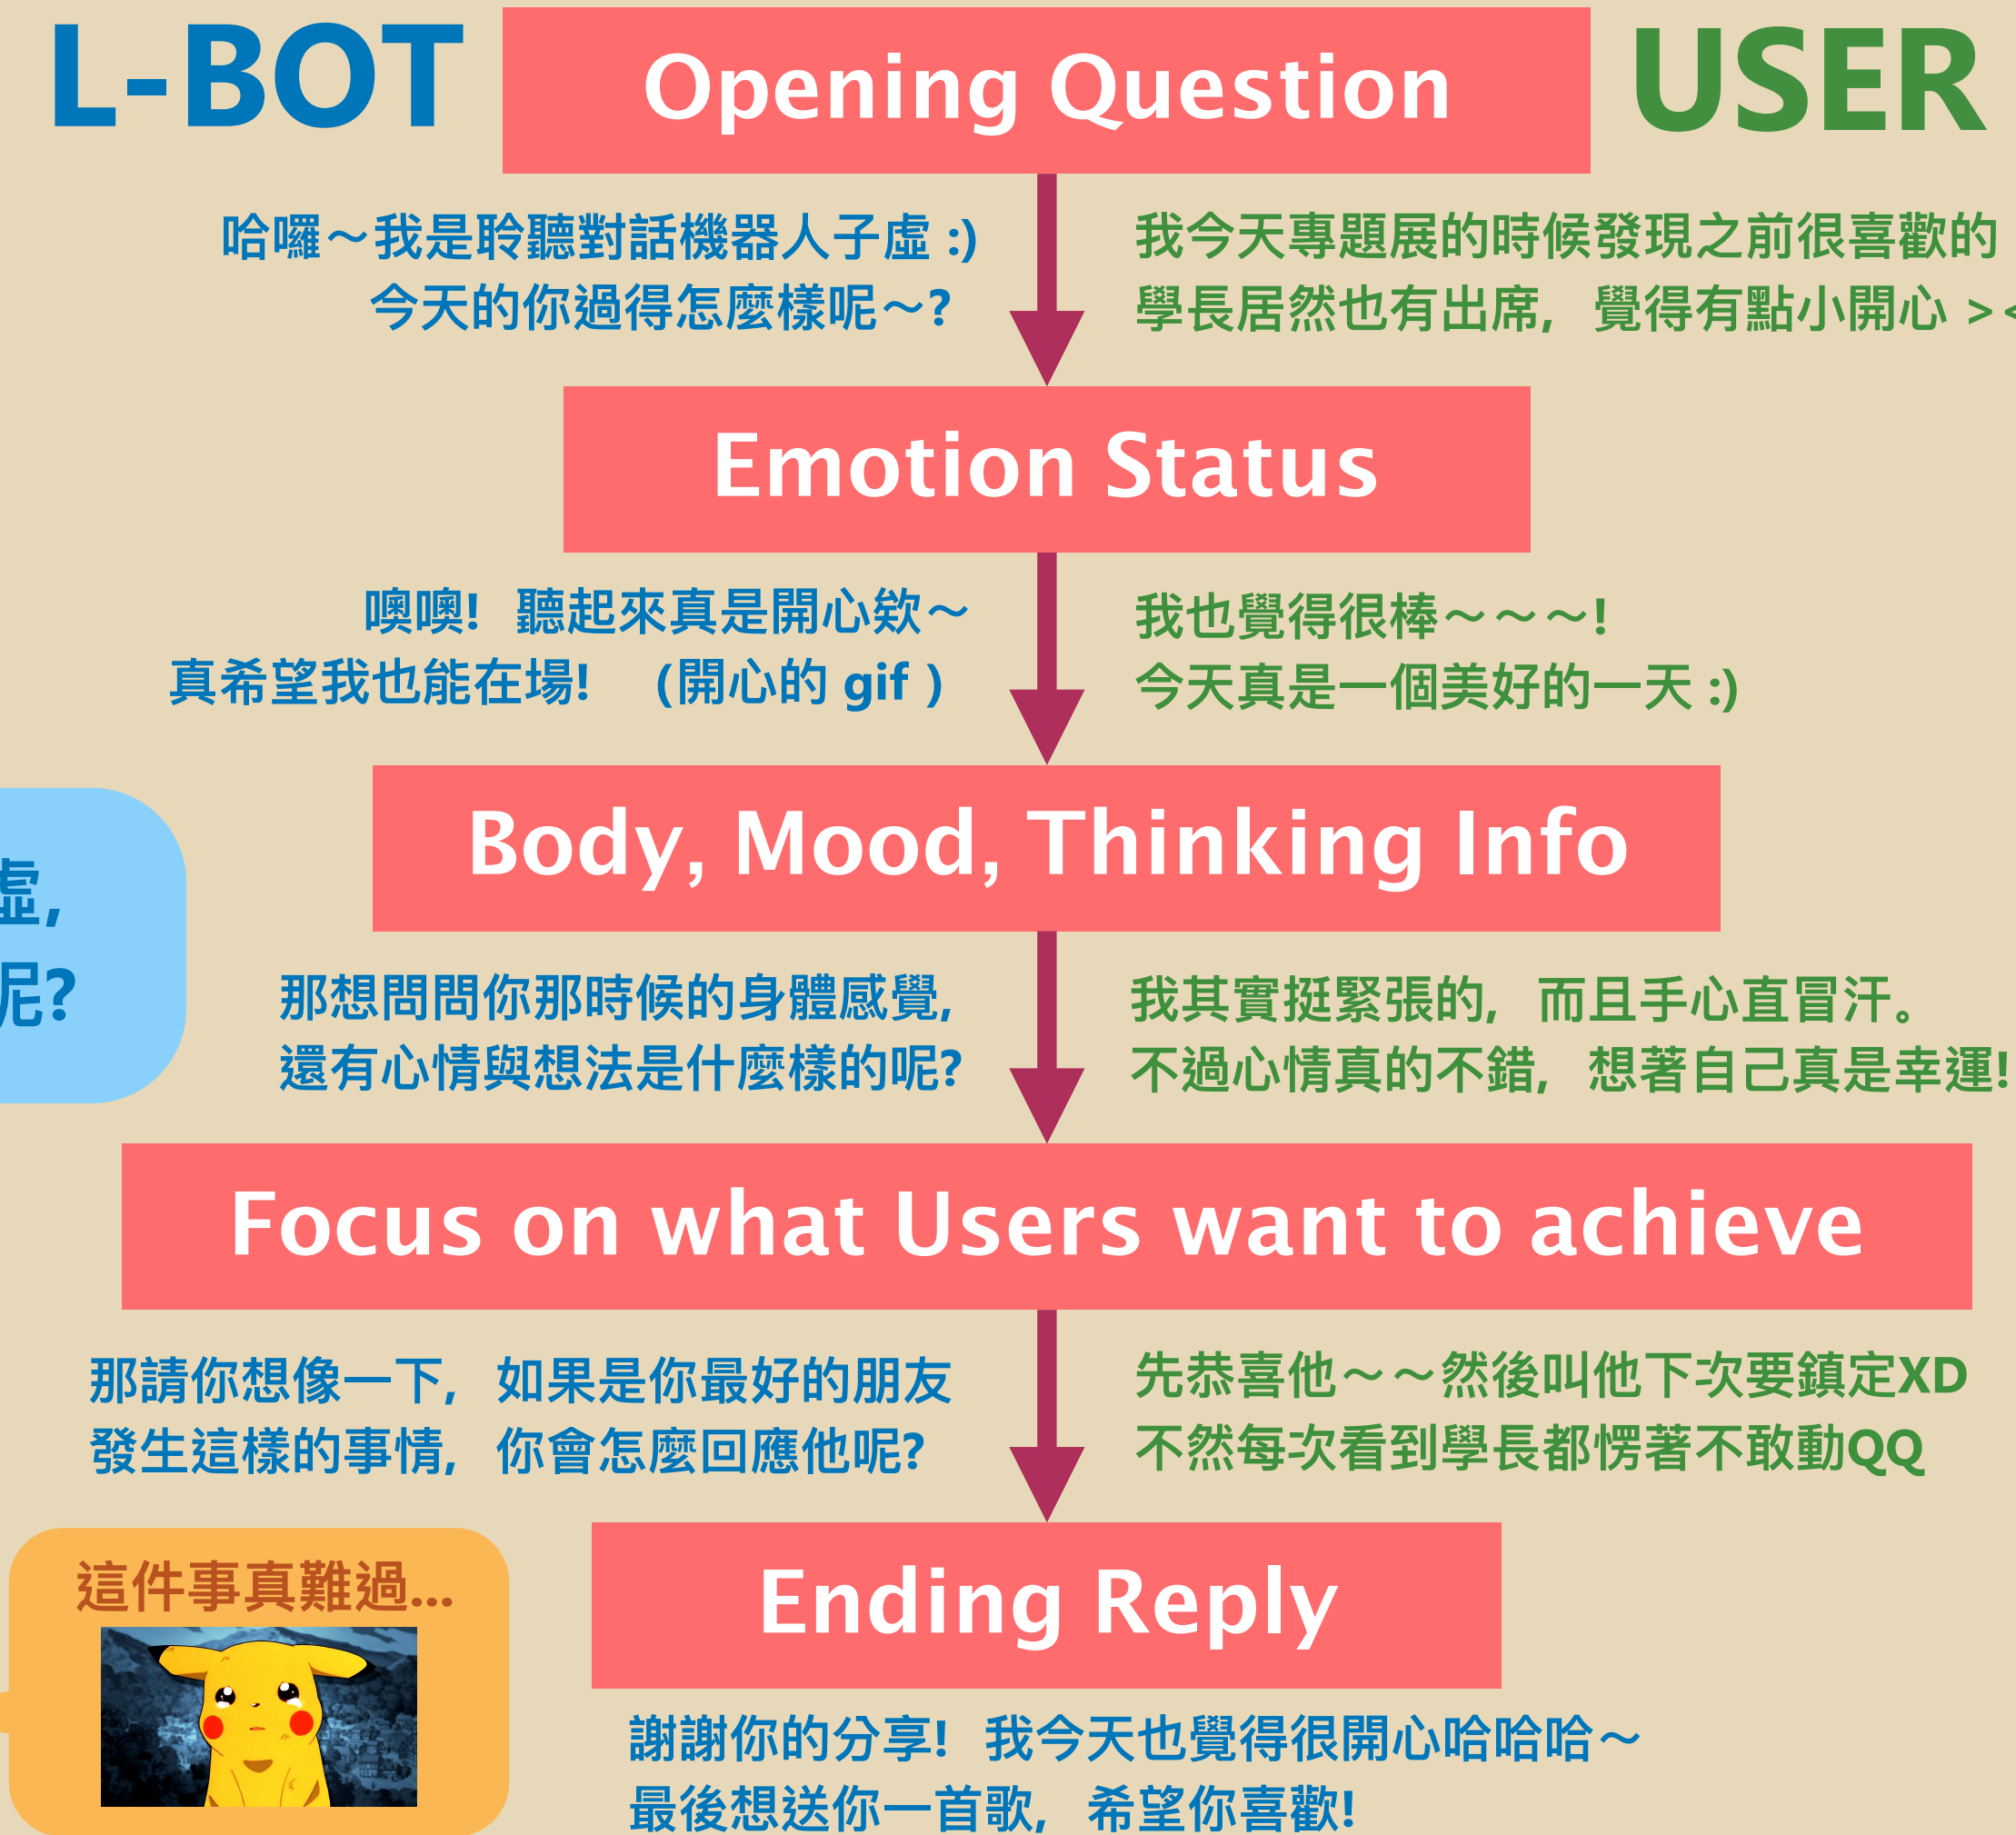 L-BOT
Opening Question
USER
哈囉～我是聆聽對話機器人子虛 :)
今天的你過得怎麼樣呢～?
我今天專題展的時候發現之前很喜歡的
學長居然也有出席, 覺得有點小開心 ><
Emotion Status
噢噢! 聽起來真是開心欸～
真希望我也能在場! (開心的 gif )
我也覺得很棒～～～!
今天真是一個美好的一天 :)
Body, Mood, Thinking Info
虛,
呢?
那想問問你那時候的身體感覺,
還有心情與想法是什麼樣的呢?
我其實挺緊張的, 而且手心直冒汗。
不過心情真的不錯, 想著自己真是幸運!
Focus on what Users want to achieve
那請你想像一下, 如果是你最好的朋友
發生這樣的事情, 你會怎麼回應他呢?
先恭喜他～～然後叫他下次要鎮定XD
不然每次看到學長都愣著不敢動QQ
這件事真難過...
Ending Reply
謝謝你的分享! 我今天也覺得很開心哈哈哈～
最後想送你一首歌, 希望你喜歡!